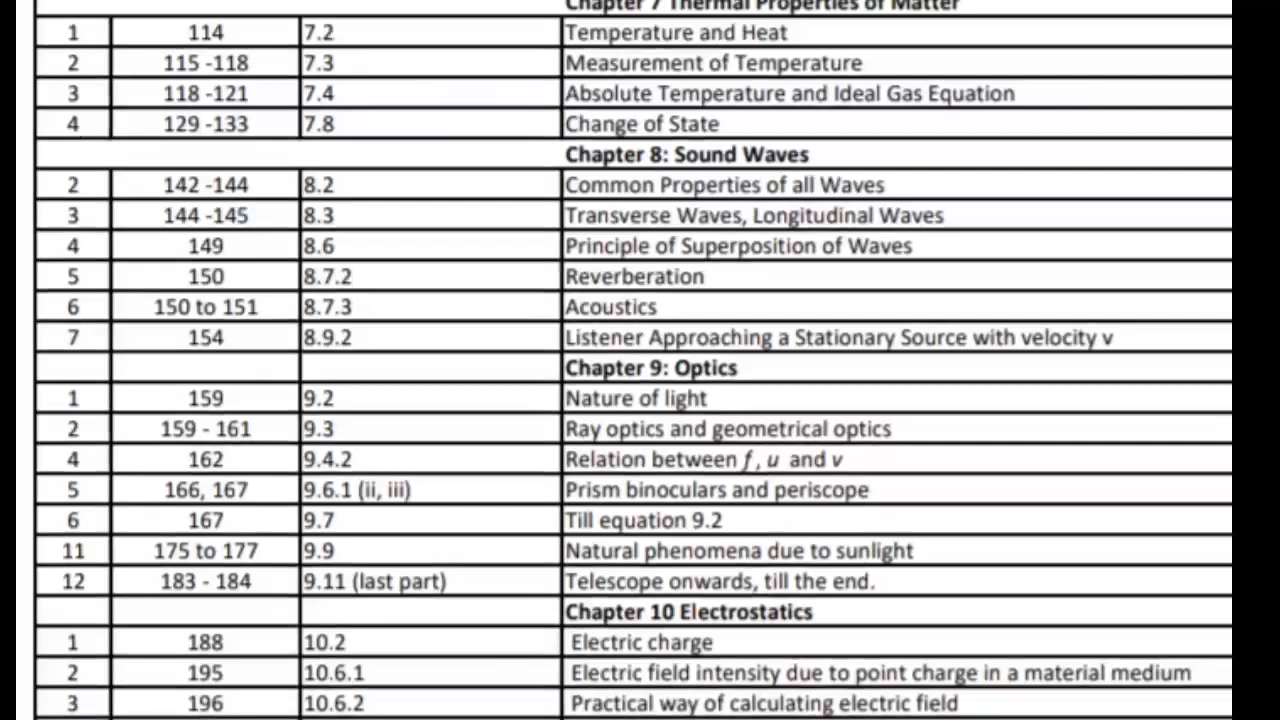 Chapter 7 Thermal Properties of Matter
1 114 7.2 Temperature and Heat
2 115 -118 7.3 Measurement of Temperature
3 118 -121 7.4 Absolute Temperature and Ideal Gas Equation
4 129 -133 7.8 Change of State
Chapter 8: Sound Waves
2 142 -144 8.2 Common Properties of all Waves
3 144 -145 8.3 Transverse Waves, Longitudinal Waves
4 149 8.6 Principle of Superposition of Waves
5 150 8.7.2 Reverberation
6 150 to 151 8.7.3 Acoustics
7 154 8.9.2 Listener Approaching a Stationary Source with velocity v
Chapter 9: Optics
1 159 9.2 Nature of light
2 159 - 161 9.3 Ray optics and geometrical optics
4 162 9.4.2 Relation between f, u and v
5 166, 167 9.6.1 (ii, iii) Prism binoculars and periscope
6 167 9.7 Till equation 9.2
11 175 to 177 9.9 Natural phenomena due to sunlight
12 183 - 184 9.11 (last part) Telescope onwards, till the end.
Chapter 10 Electrostatics
1 188 10.2 Electric charge
2 195 10.6.1 Electric field intensity due to point charge in a material medium
3 196 10.6.2 Practical way of calculating electric field